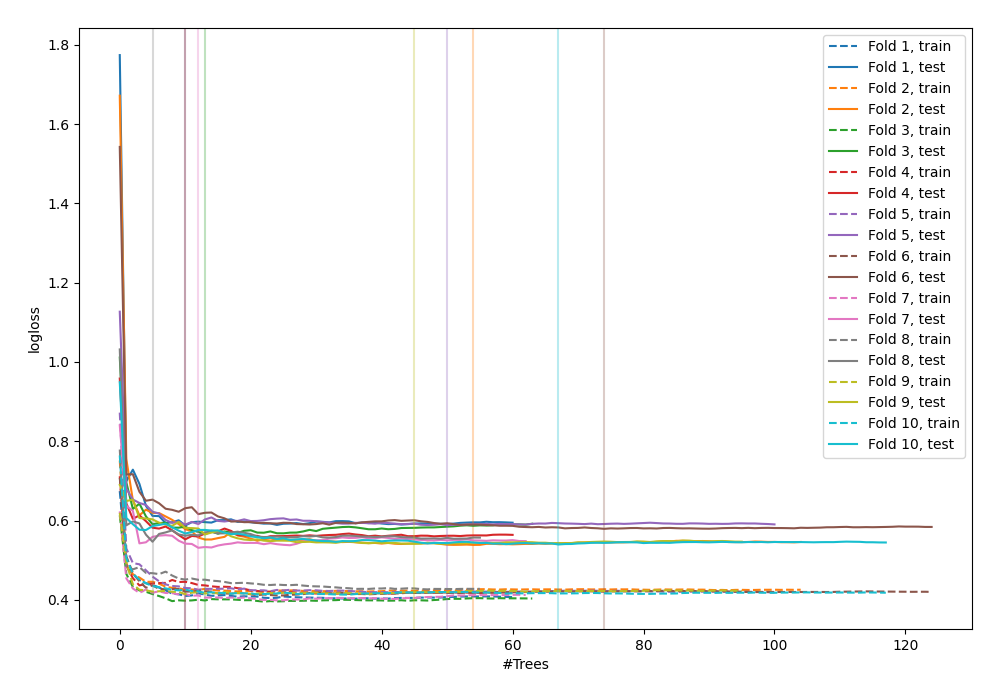 1.8
1.6
1.4
1.2
1.0
0.8
0.6
0.4
logloss
0
20
40
60
80
100
120
#Trees
Fold 1, train
Fold 1, test
Fold 2, train
Fold 2, test
Fold 3, train
Fold 3, test
Fold 4, train
Fold 4, test
Fold 5, train
Fold 5, test
Fold 6, train
Fold 6, test
Fold 7, train
Fold 7, test
Fold 8, train
Fold 8, test
Fold 9, train
Fold 9, test
Fold 10, train
Fold 10, test